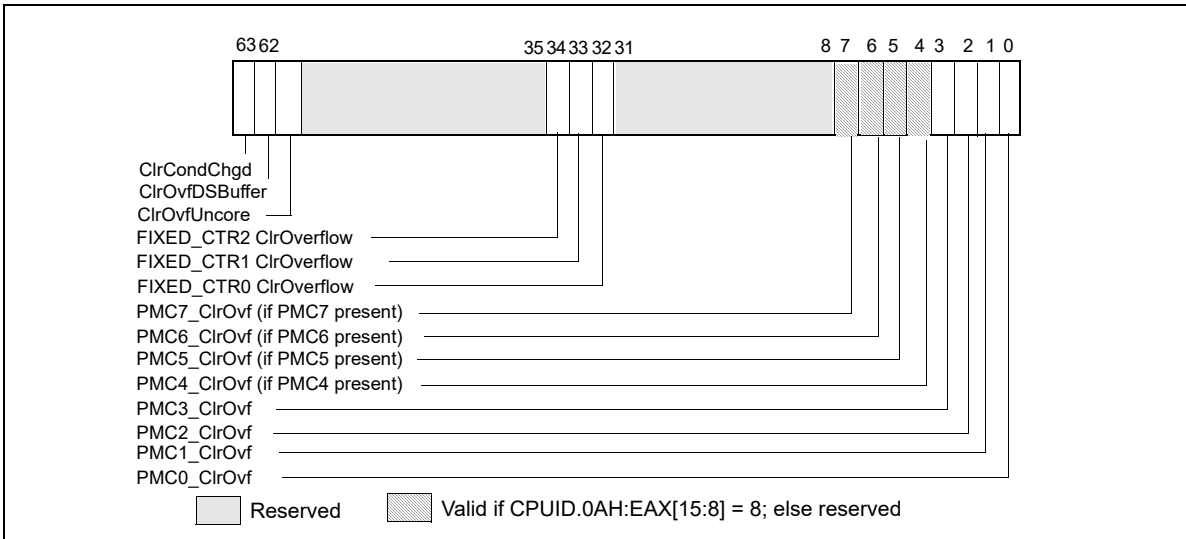 63 62 35 34 33 32 31 8 7 6 5 4 3 2 1 0
ClrCondChgd
ClrOvfDSBuffer
ClrOvfUncore
FIXED_CTR2 ClrOverflow
FIXED_CTR1 ClrOverflow
FIXED_CTR0 ClrOverflow
PMC7_ClrOvf (if PMC7 present)
PMC6_ClrOvf (if PMC6 present)
PMC5_ClrOvf (if PMC5 present)
PMC4_ClrOvf (if PMC4 present)
PMC3_ClrOvf
PMC2_ClrOvf
PMC1_ClrOvf
PMC0_ClrOvf
Reserved Valid if CPUID.0AH:EAX[15:8] = 8; else reserved